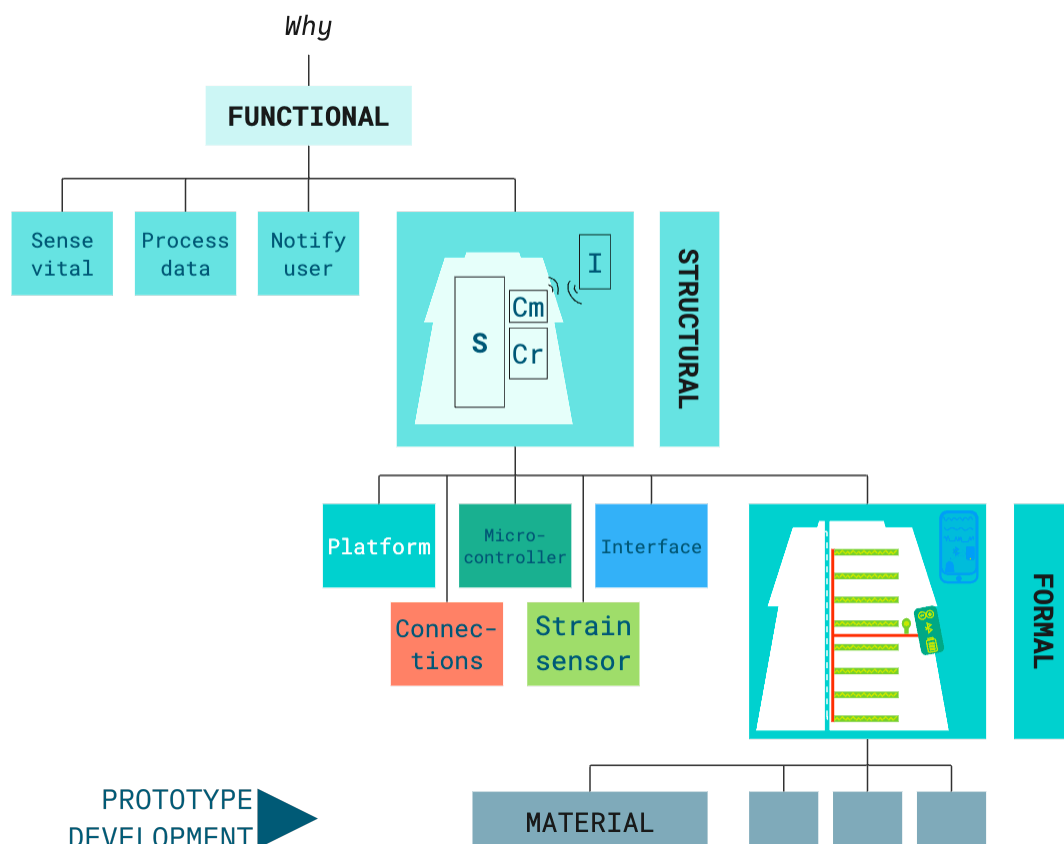 Why
FUNCTIONAL
Sense
vital
Process
data
Notify
user
I
Cm
S
Cr
STRUCTURAL
Platform
Micro-
controller
Interface
Connec-
tions
Strain
sensor
FORMAL
PROTOTYPE
DEVELOPMENT
MATERIAL